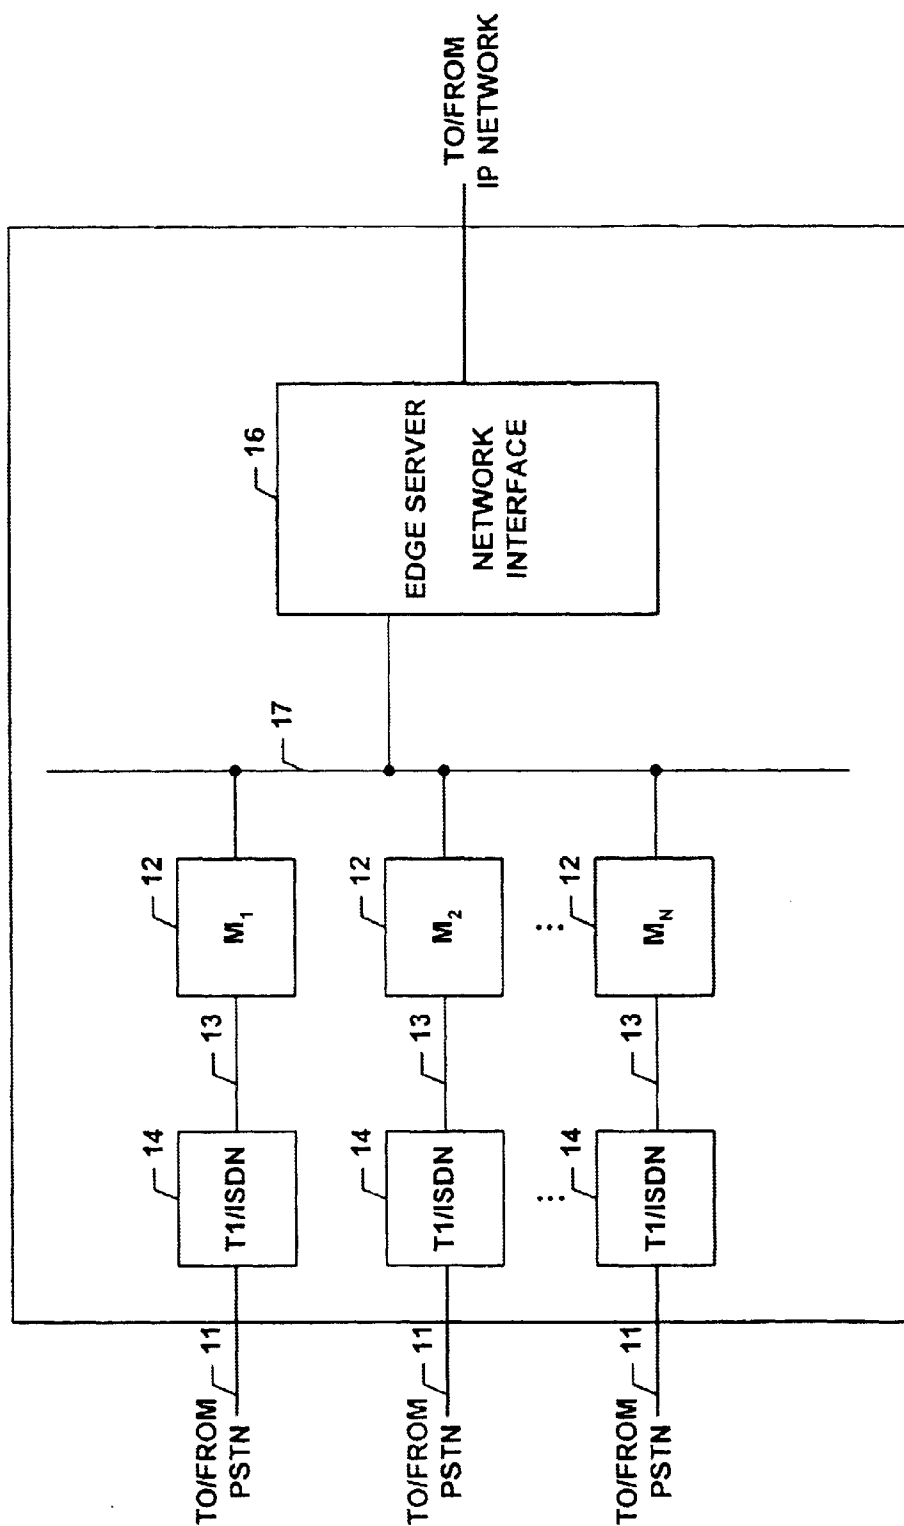 TO/FROM
PSTN
11
14
T1/ISDN
13
12
M1
TO/FROM
PSTN
11
14
T1/ISDN
13
12
M2
TO/FROM
PSTN
11
14
T1/ISDN
13
12
MN
17
16
EDGE SERVER
NETWORK
INTERFACE
TO/FROM
IP NETWORK